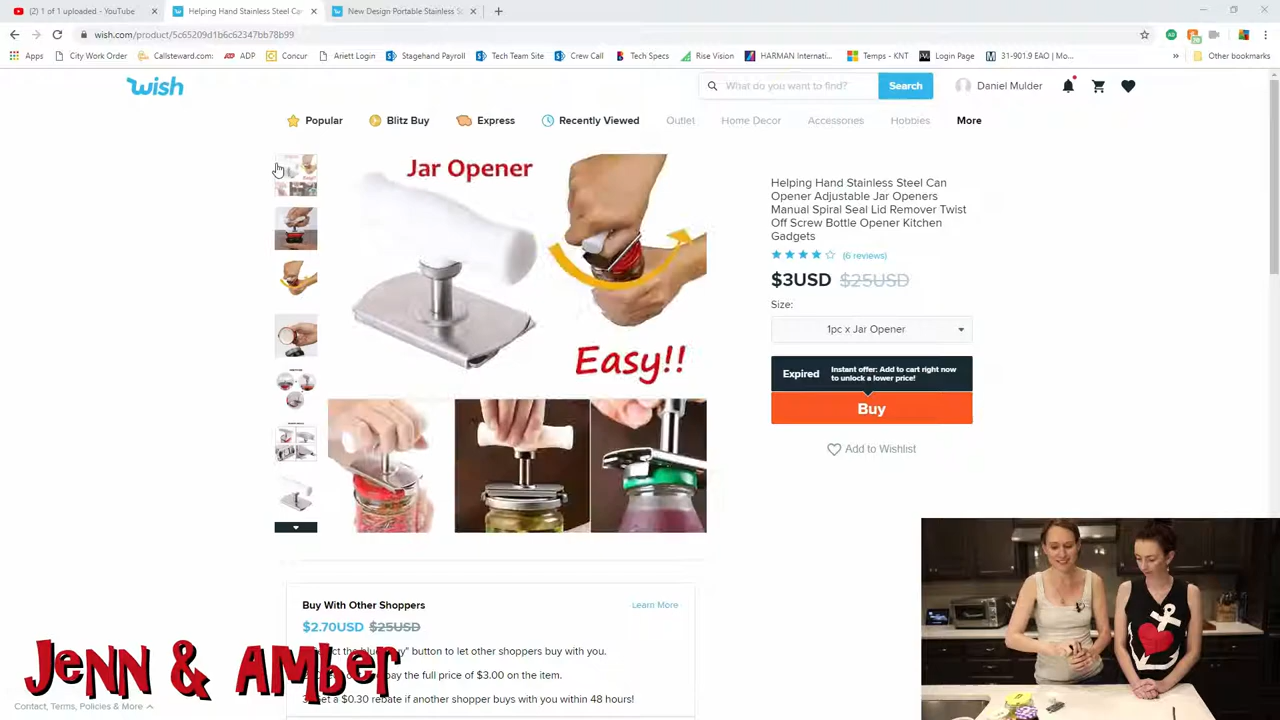 (2) 1 of 1 uploaded - YouTube
Helping Hand Stainless Steel Ca
New Design Portable Stainless S
wish.com/product/5c65209d1b6c62347bb78b99
Apps
City Work Order
Callsteward.com:
ADP
Concur
Ariett Login
Stagehand Payroll
Tech Team Site
Crew Call
Tech Specs
Rise Vision
HARMAN Internati...
Temps - KNT
Login Page
31-901.9 EAO | Mo...
Other bookmarks
wish
What do you want to find?
Search
Daniel Mulder
Popular
Blitz Buy
Express
Recently Viewed
Outlet
Home Decor
Accessories
Hobbies
More
Jar Opener
Easy!!
Helping Hand Stainless Steel Can
Opener Adjustable Jar Openers
Manual Spiral Seal Lid Remover Twist
Off Screw Bottle Opener Kitchen
Gadgets
(6 reviews)
$3USD $25USD
Size:
1pc x Jar Opener
Expired
Instant offer: Add to cart right now
to unlock a lower price!
Buy
Add to Wishlist
Buy With Other Shoppers
Learn More
$2.70USD $25USD
button to let other shoppers buy with you.
the full price of $3.00 on the item.
a $0.30 rebate if another shopper buys with you within 48 hours!
Jenn & Amber
Contact, Terms, Policies & More